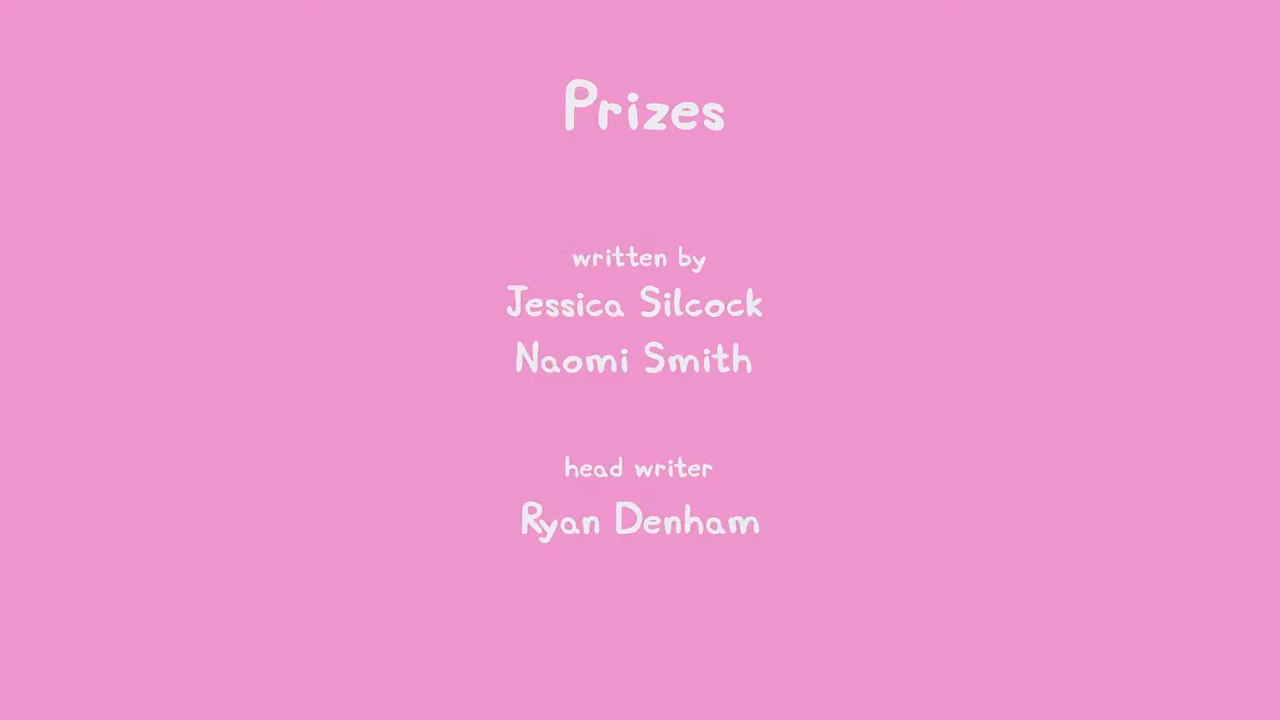 Prizes
written by
Jessica Silcock
Naomi Smith
head writer
Ryan Denham